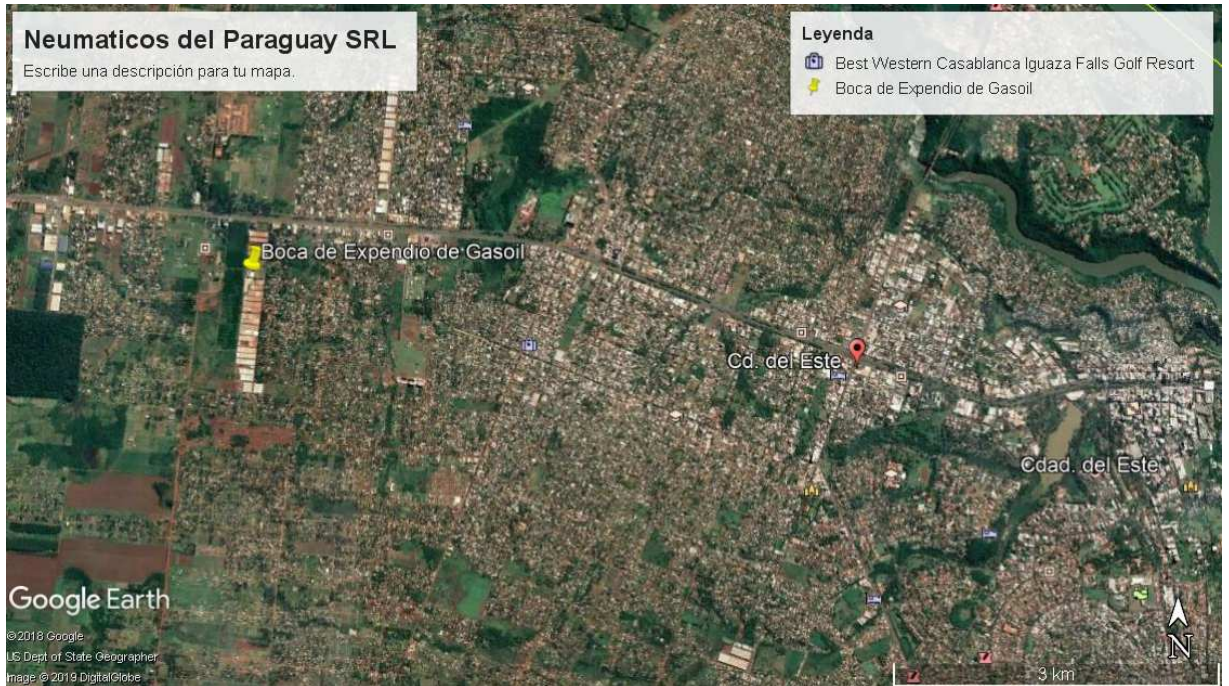 Neumaticos del Paraguay SRL
Escribe una descripción para tu mapa.
Leyenda
Best Western Casablanca Iguaza Falls Golf Resort
Boca de Expendio de Gasoil
Boca de Expendio de Gasoil
Cd. del Este
Cdad. del Este
Google Earth
©2018 Google
US Dept of State Geographer
Image © 2019 DigitalGlobe
N
3 km